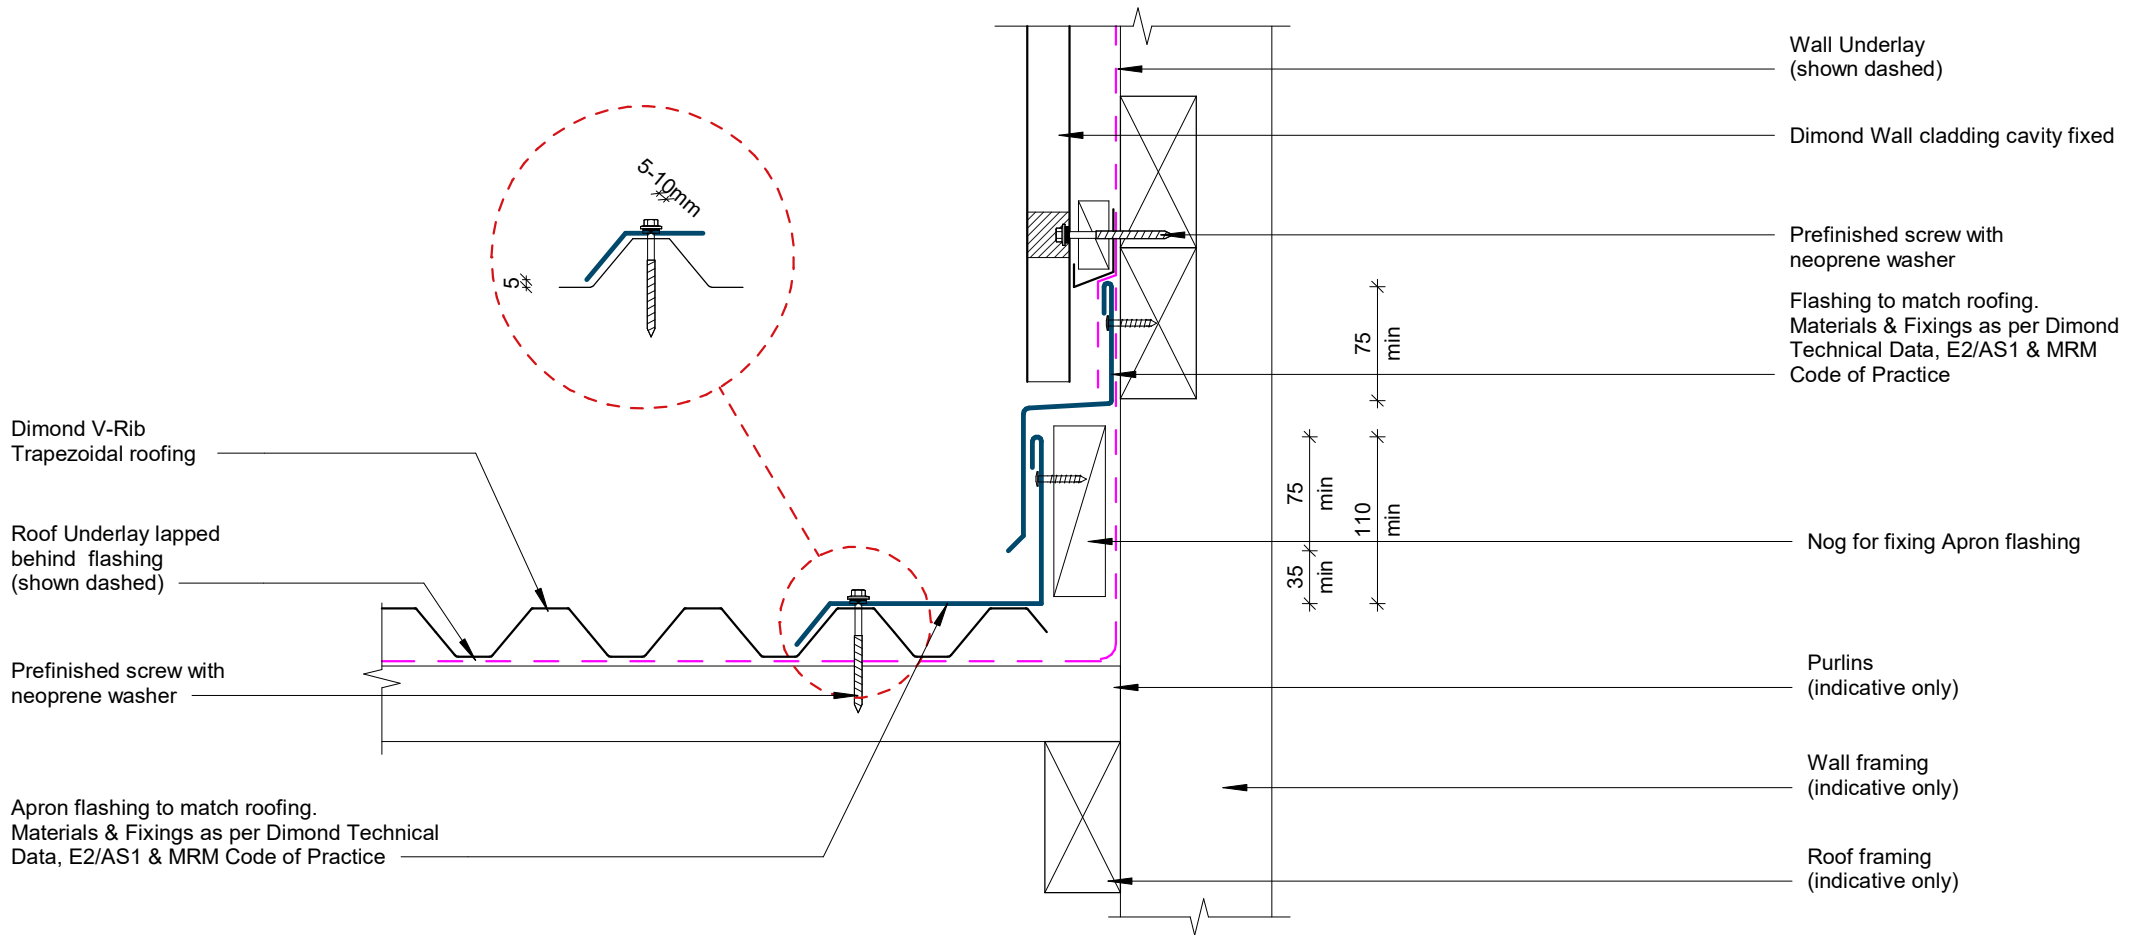 Wall Underlay
(shown dashed)
Dimond Wall cladding cavity fixed
Prefinished screw with
neoprene washer
Flashing to match roofing.
Materials & Fixings as per Dimond
Technical Data, E2/AS1 & MRM
Code of Practice
5-10mm
5
75
min
75
min
110
min
35
min
Dimond V-Rib
Trapezoidal roofing
Roof Underlay lapped
behind flashing
(shown dashed)
Prefinished screw with
neoprene washer
Apron flashing to match roofing.
Materials & Fixings as per Dimond Technical
Data, E2/AS1 & MRM Code of Practice
Nog for fixing Apron flashing
Purlins
(indicative only)
Wall framing
(indicative only)
Roof framing
(indicative only)